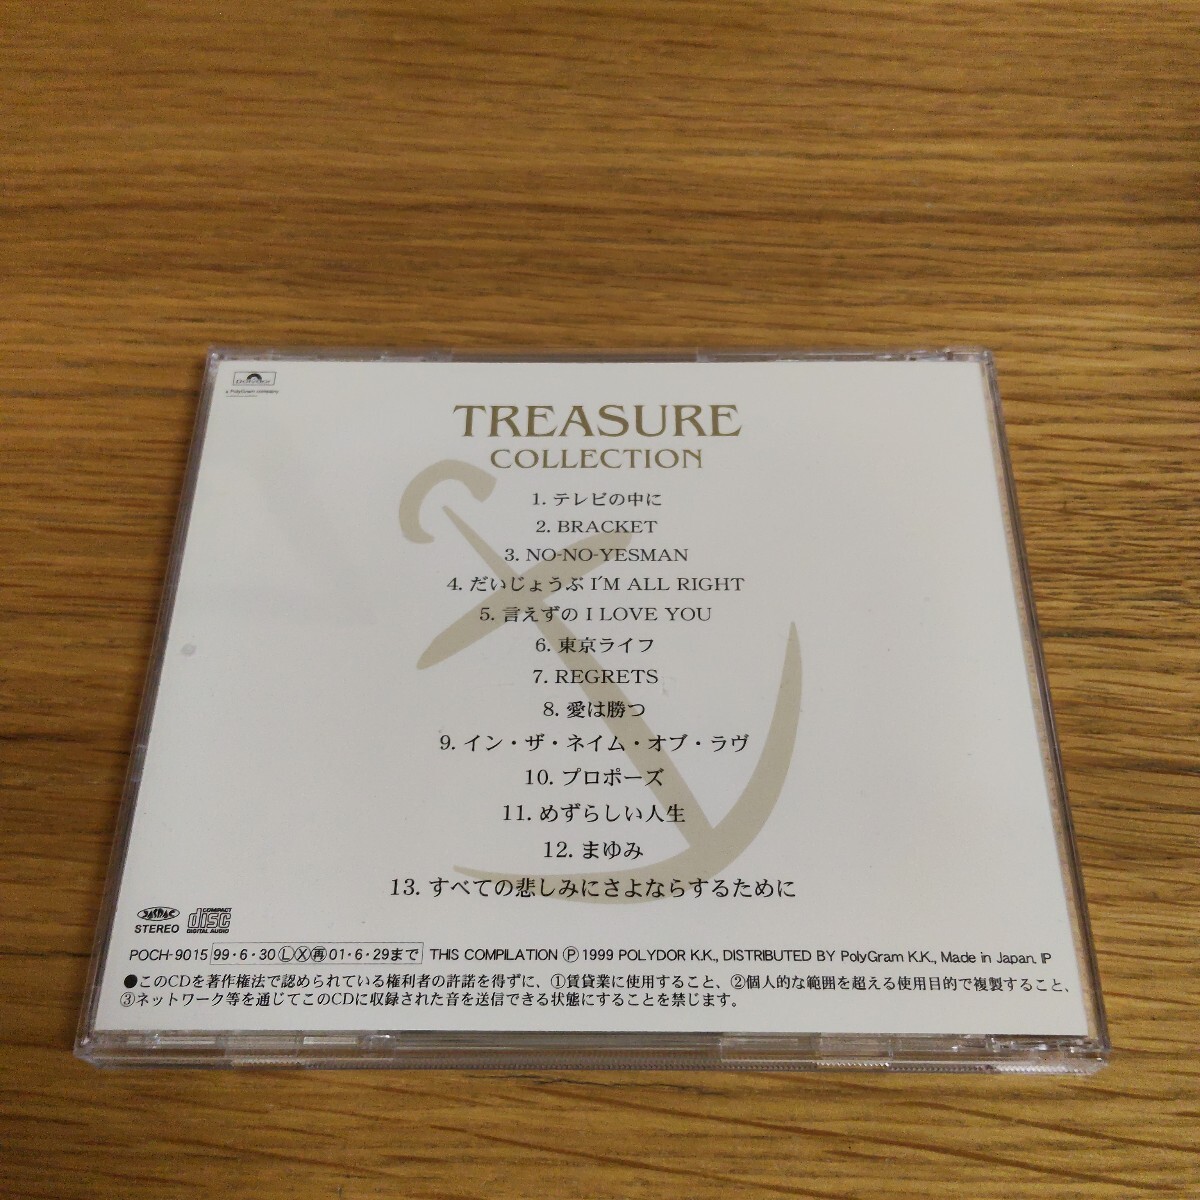 Polydor
a PolyGram company
TREASURE
COLLECTION
1. テレビの中に
2. BRACKET
3. NO-NO-YESMAN
4. だいじょうぶ I'M ALL RIGHT
5. 言えずの I LOVE YOU
6. 東京ライフ
7. REGRETS
8. 愛は勝つ
9. イン・ザ・ネイム・オブ・ラヴ
10. プロポーズ
11. めずらしい人生
12. まゆみ
13. すべての悲しみにさよならするために
JASRAC COMPACT disc DIGITAL AUDIO
STEREO
POCH-9015 99・6・30 Ⓛ Ⓧ 再 01・6・29まで THIS COMPILATION Ⓟ 1999 POLYDOR K.K., DISTRIBUTED BY PolyGram K.K., Made in Japan. IP
●このCDを著作権法で認められている権利者の許諾を得ずに、①賃貸業に使用すること、②個人的な範囲を超える使用目的で複製すること、
③ネットワーク等を通じてこのCDに収録された音を送信できる状態にすることを禁じます。